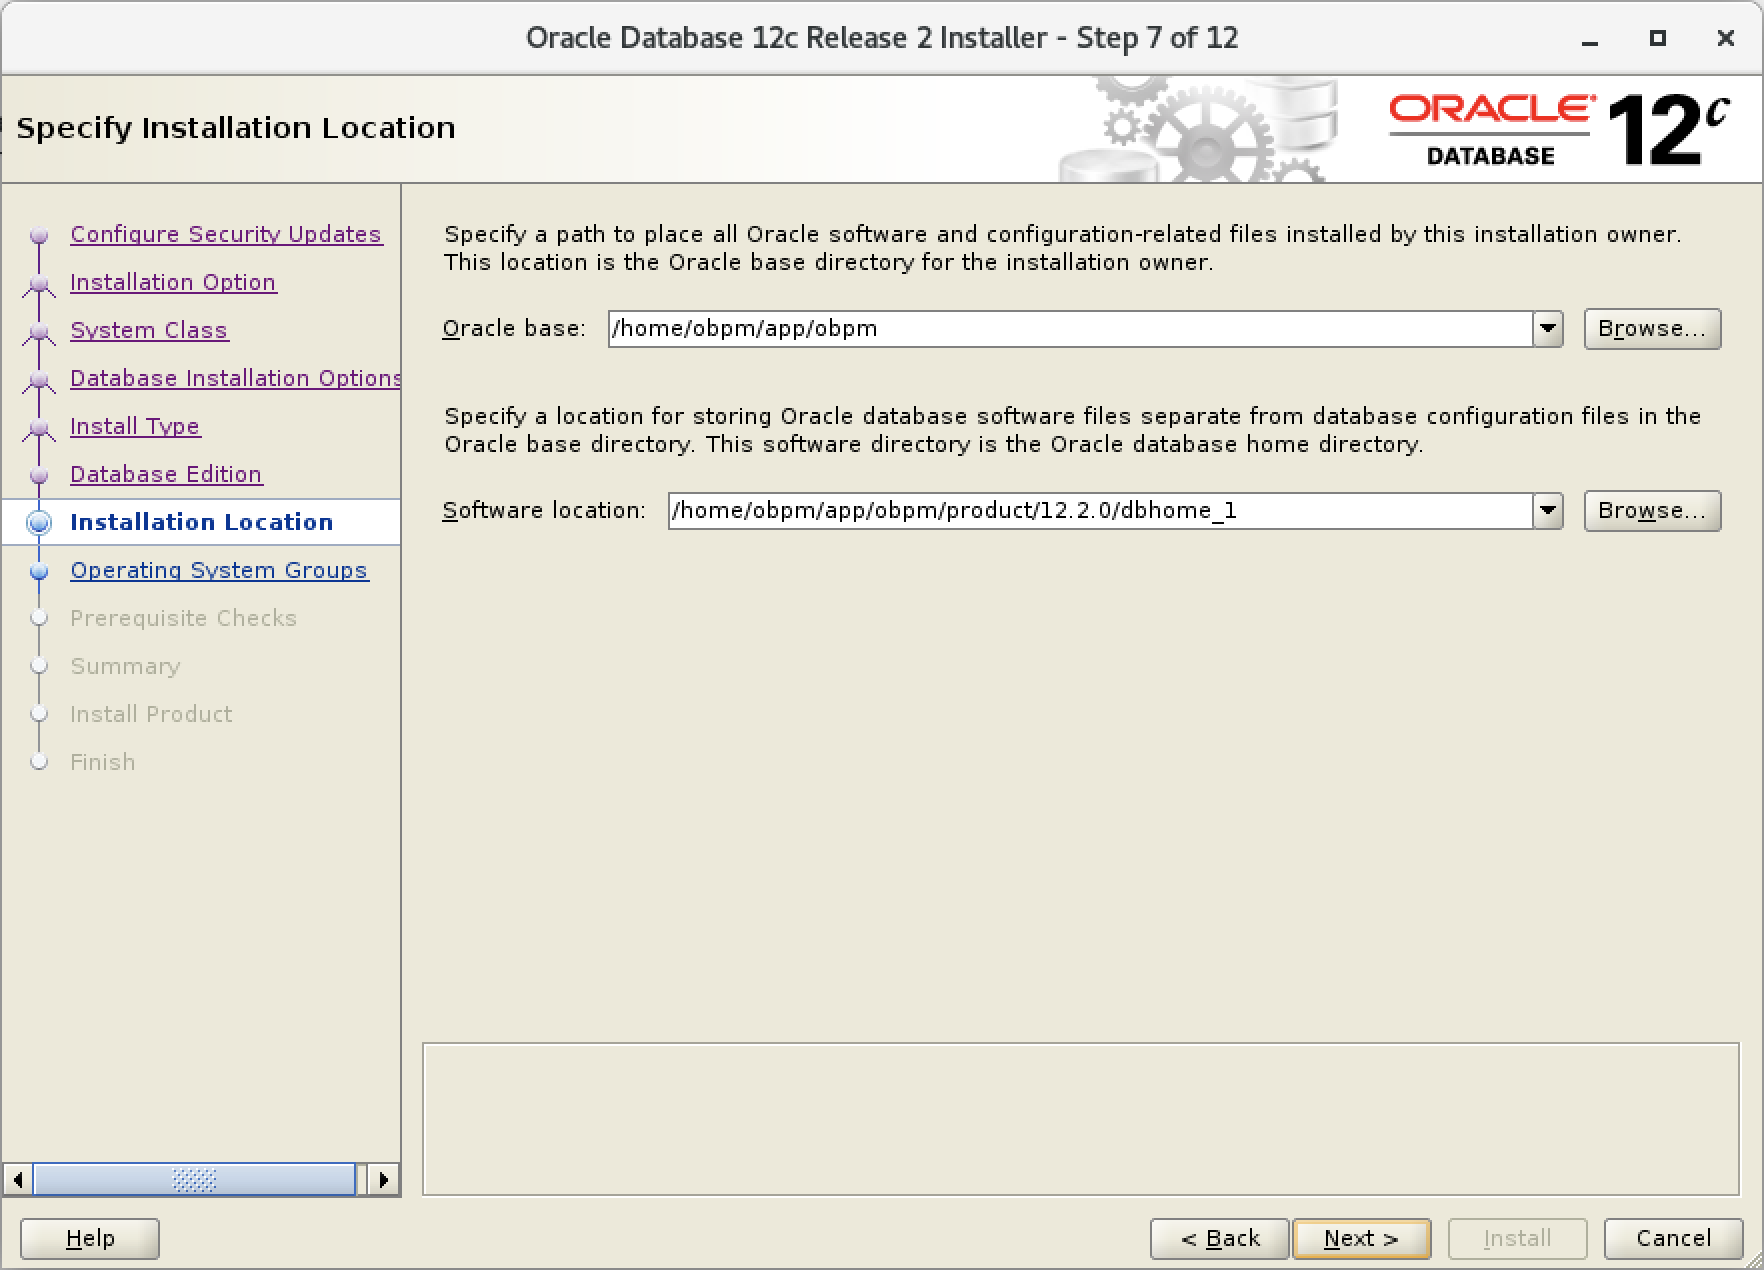 Oracle Database 12c Release 2 Installer - Step 7 of 12
Specify Installation Location
ORACLE
DATABASE
12c
Configure Security Updates
Installation Option
System Class
Database Installation Options
Install Type
Database Edition
Installation Location
Operating System Groups
Prerequisite Checks
Summary
Install Product
Finish
Specify a path to place all Oracle software and configuration-related files installed by this installation owner.
This location is the Oracle base directory for the installation owner.
Oracle base: /home/obpm/app/obpm Browse...
Specify a location for storing Oracle database software files separate from database configuration files in the
Oracle base directory. This software directory is the Oracle database home directory.
Software location: /home/obpm/app/obpm/product/12.2.0/dbhome_1 Browse...
Help < Back Next > Install Cancel